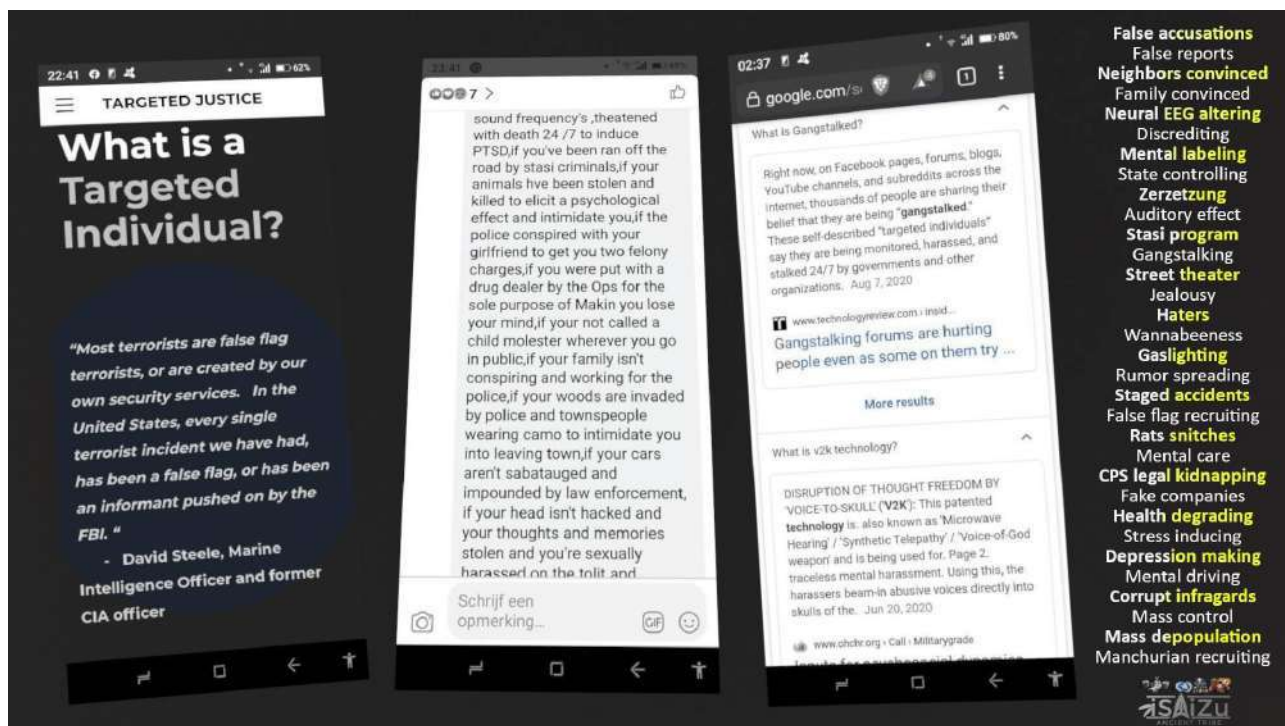 22:41
62%
TARGETED JUSTICE
What is a
Targeted
Individual?
“Most terrorists are false flag
terrorists, or are created by our
own security services. In the
United States, every single
terrorist incident we have had,
has been a false flag, or has been
an informant pushed on by the
FBI. “
- David Steele, Marine
Intelligence Officer and former
CIA officer
22:41
7 >
sound frequency's ,theatened
with death 24 /7 to induce
PTSD,if you've been ran off the
road by stasi criminals,if your
animals hve been stolen and
killed to elicit a psychological
effect and intimidate you,if the
police conspired with your
girlfriend to get you two felony
charges,if you were put with a
drug dealer by the Ops for the
sole purpose of Makin you lose
your mind,if your not called a
child molester wherever you go
in public,if your family isn't
conspiring and working for the
police,if your woods are invaded
by police and townspeople
wearing camo to intimidate you
into leaving town,if your cars
aren't sabatauged and
impounded by law enforcement,
if your head isn't hacked and
your thoughts and memories
stolen and you're sexually
harassed on the tolit and
Schrijf een
opmerking...
GIF
02:37
80%
google.com/s
1
What is Gangstalked?
Right now, on Facebook pages, forums, blogs,
YouTube channels, and subreddits across the
internet, thousands of people are sharing their
belief that they are being "gangstalked."
These self-described "targeted individuals"
say they are being monitored, harassed, and
stalked 24/7 by governments and other
organizations. Aug 7, 2020
www.technologyreview.com › insid...
Gangstalking forums are hurting
people even as some on them try ...
More results
What is v2k technology?
DISRUPTION OF THOUGHT FREEDOM BY
'VOICE-TO-SKULL' ('V2K'): This patented
technology is. also known as 'Microwave
Hearing' / 'Synthetic Telepathy' / 'Voice-of-God
weapon' and is being used for. Page 2.
traceless mental harassment. Using this, the
harassers beam-in abusive voices directly into
skulls of the. Jun 20, 2020
www.ohchr.org › Call › Militarygrade
False accusations
False reports
Neighbors convinced
Family convinced
Neural EEG altering
Discrediting
Mental labeling
State controlling
Zerzetzung
Auditory effect
Stasi program
Gangstalking
Street theater
Jealousy
Haters
Wannabeeness
Gaslighting
Rumor spreading
Staged accidents
False flag recruiting
Rats snitches
Mental care
CPS legal kidnapping
Fake companies
Health degrading
Stress inducing
Depression making
Mental driving
Corrupt infragards
Mass control
Mass depopulation
Manchurian recruiting
iSAiZu
ANCIENT TRIBE